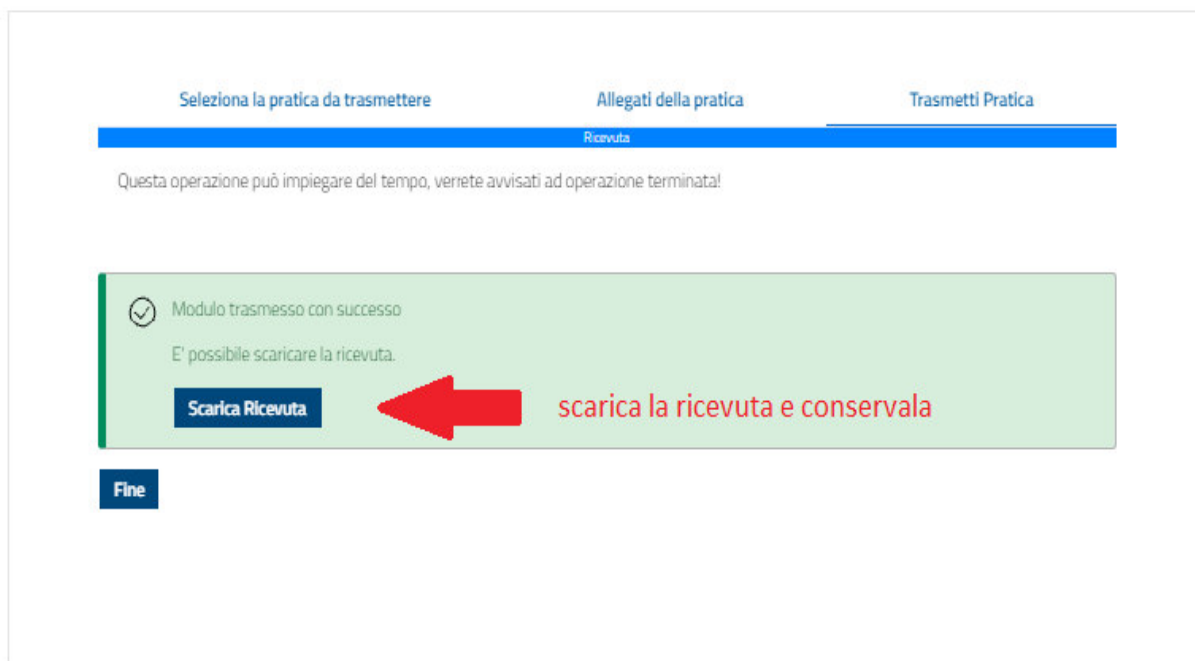 Seleziona la pratica da trasmettere Allegati della pratica Trasmetti Pratica
Ricevuta
Questa operazione può impiegare del tempo, verrete avvisati ad operazione terminata!
Modulo trasmesso con successo
E' possibile scaricare la ricevuta.
Scarica Ricevuta scarica la ricevuta e conservala
Fine